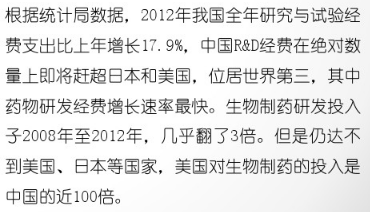 根据统计局数据，2012年我国全年研究与试验经
费支出比上年增长17.9%，中国R&D经费在绝对数
量上即将赶超日本和美国，位居世界第三，其中
药物研发经费增长速率最快。生物制药研发投入
子2008年至2012年，几乎翻了3倍。但是仍达不
到美国、日本等国家，美国对生物制药的投入是
中国的近100倍。